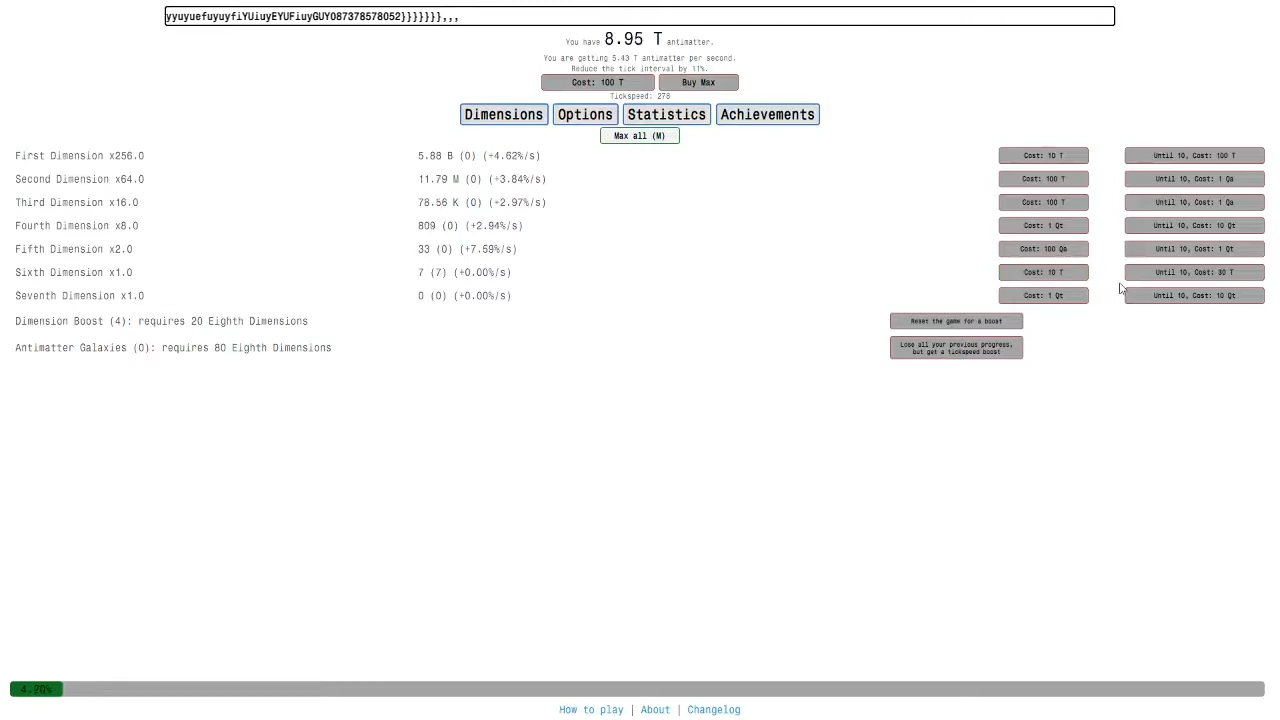 yyuyuefuyuyfiYUiuyEYUFiuyGUY087378578052}}}}}}},,,
You have 8.95 T antimatter.
You are getting 5.40 T antimatter per second.
Reduce the tick interval by 11%.
Cost: 100 T Buy Max
Tickspeed: 278
Dimensions Options Statistics Achievements
Max all (M)
First Dimension x256.0 5.88 B (0) (+4.62%/s) Cost: 10 T Until 10, Cost: 100 T
Second Dimension x64.0 11.79 M (0) (+3.84%/s) Cost: 100 T Until 10, Cost: 1 Qa
Third Dimension x16.0 78.56 K (0) (+2.97%/s) Cost: 100 T Until 10, Cost: 1 Qa
Fourth Dimension x8.0 809 (0) (+2.94%/s) Cost: 1 Qt Until 10, Cost: 10 Qt
Fifth Dimension x2.0 33 (0) (+7.59%/s) Cost: 100 Qa Until 10, Cost: 1 Qt
Sixth Dimension x1.0 7 (7) (+0.00%/s) Cost: 10 T Until 10, Cost: 30 T
Seventh Dimension x1.0 0 (0) (+0.00%/s) Cost: 1 Qt Until 10, Cost: 10 Qt
Dimension Boost (4): requires 20 Eighth Dimensions Reset the game for a boost
Antimatter Galaxies (0): requires 80 Eighth Dimensions Lose all your previous progress,
but get a tickspeed boost
4.20%
How to play | About | Changelog